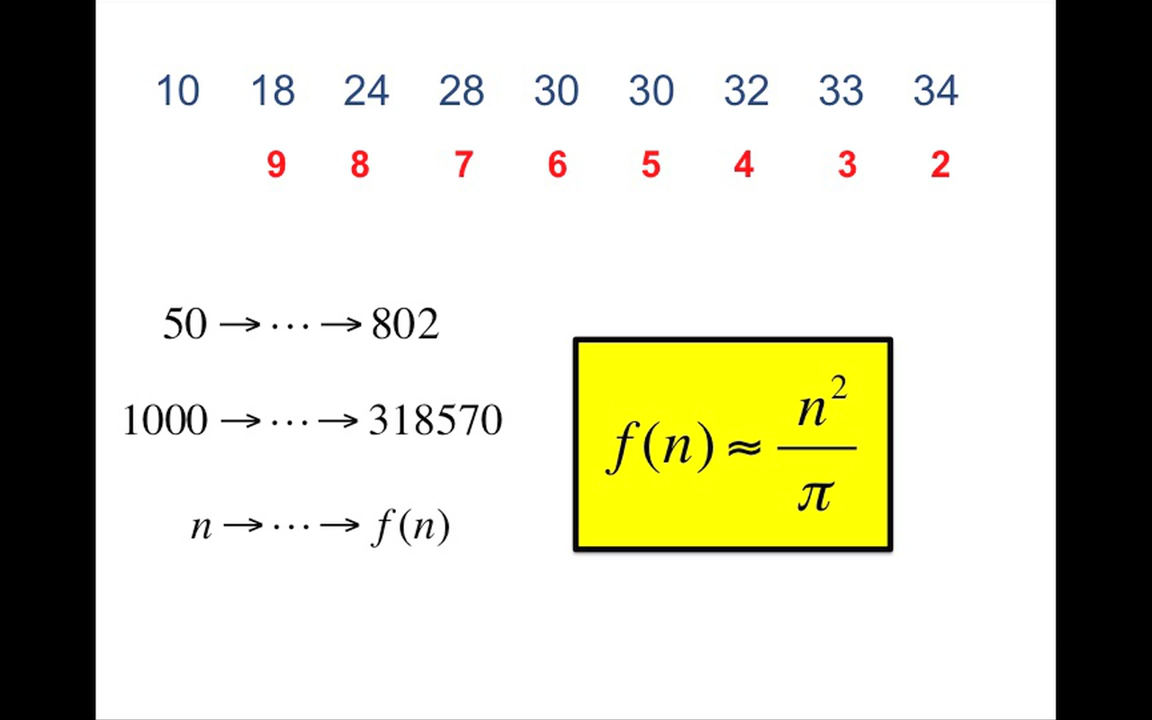 10 18 24 28 30 30 32 33 34
9 8 7 6 5 4 3 2
50 → ⋯ → 802
1000 → ⋯ → 318570
n → ⋯ → f(n)
f(n) ≈ n² / π